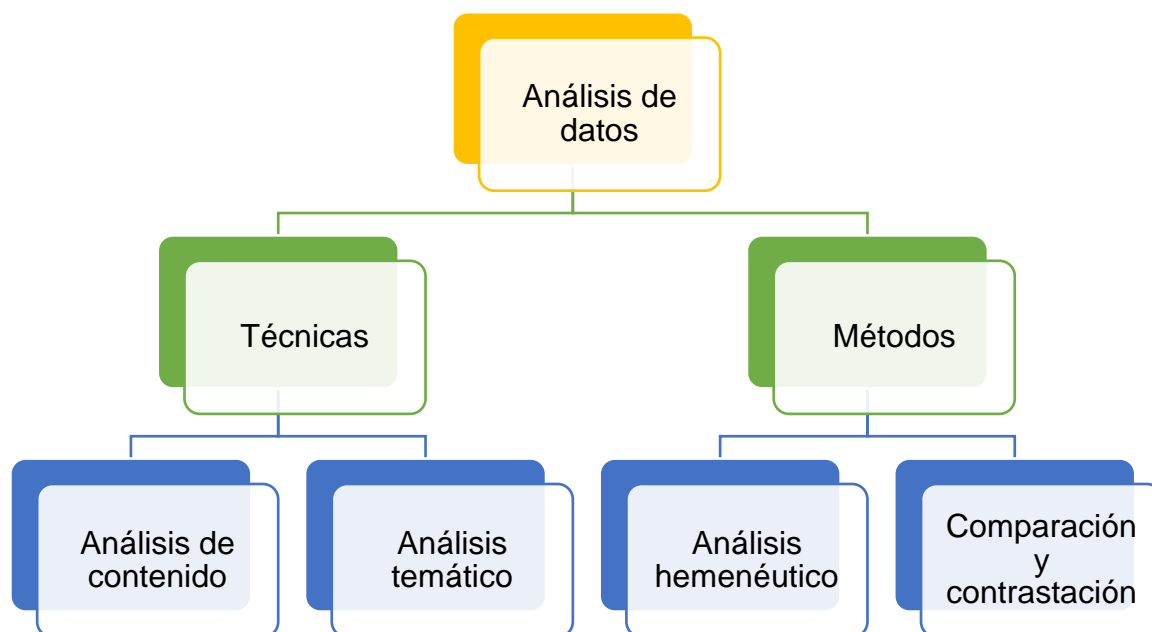 Análisis de
datos
Técnicas
Métodos
Análisis de
contenido
Análisis
temático
Análisis
hemenéutico
Comparación
y
contrastación